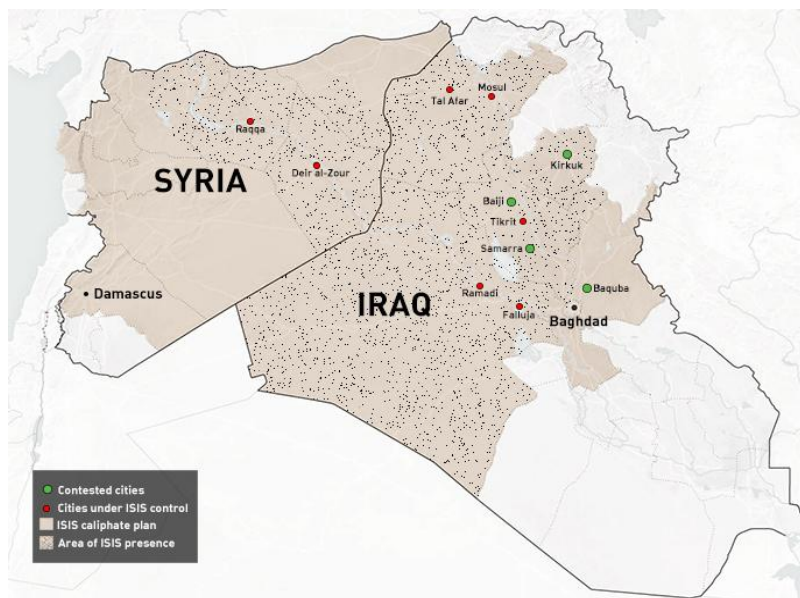 Mosul
Tal Afar
Raqqa
Kirkuk
Deir al-Zour
SYRIA
Baiji
Tikrit
Samarra
Damascus
Ramadi
Baquba
IRAQ
Falluja
Baghdad
Contested cities
Cities under ISIS control
ISIS caliphate plan
Area of ISIS presence